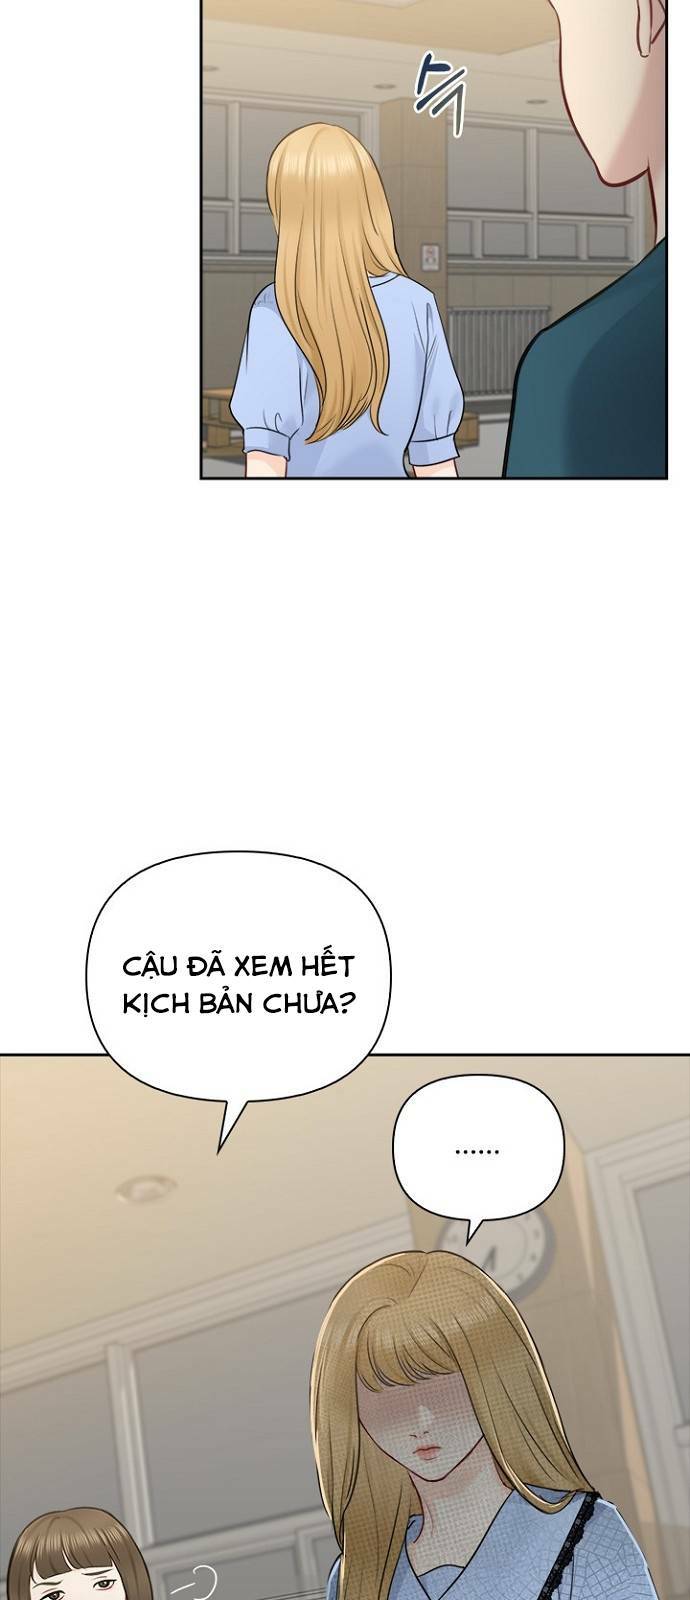 CẬU ĐÃ XEM HẾT
KỊCH BẢN CHƯA?
......